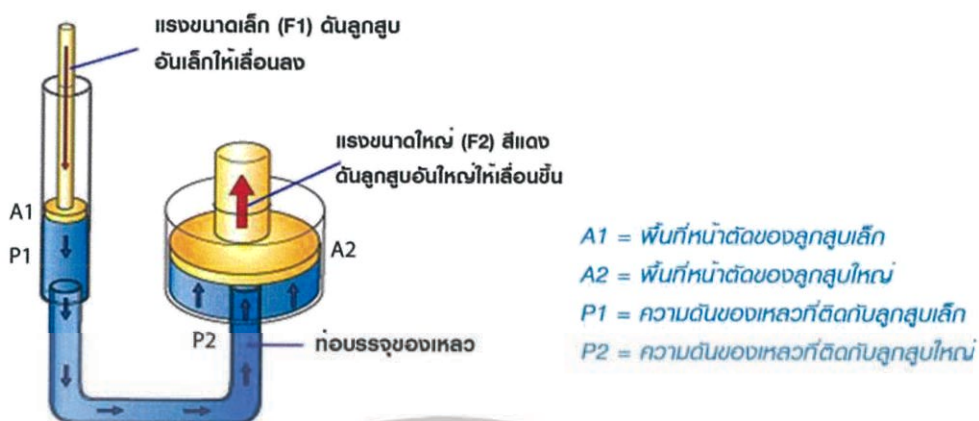 แรงขนาดเล็ก (F1) ดันลูกสูบ
อันเล็กให้เลื่อนลง
แรงขนาดใหญ่ (F2) สีแดง
ดันลูกสูบอันใหญ่ให้เลื่อนขึ้น
A1
P1
A2
P2
ท่อบรรจุของเหลว
A1 = พื้นที่หน้าตัดของลูกสูบเล็ก
A2 = พื้นที่หน้าตัดของลูกสูบใหญ่
P1 = ความดันของเหลวที่ติดกับลูกสูบเล็ก
P2 = ความดันของเหลวที่ติดกับลูกสูบใหญ่